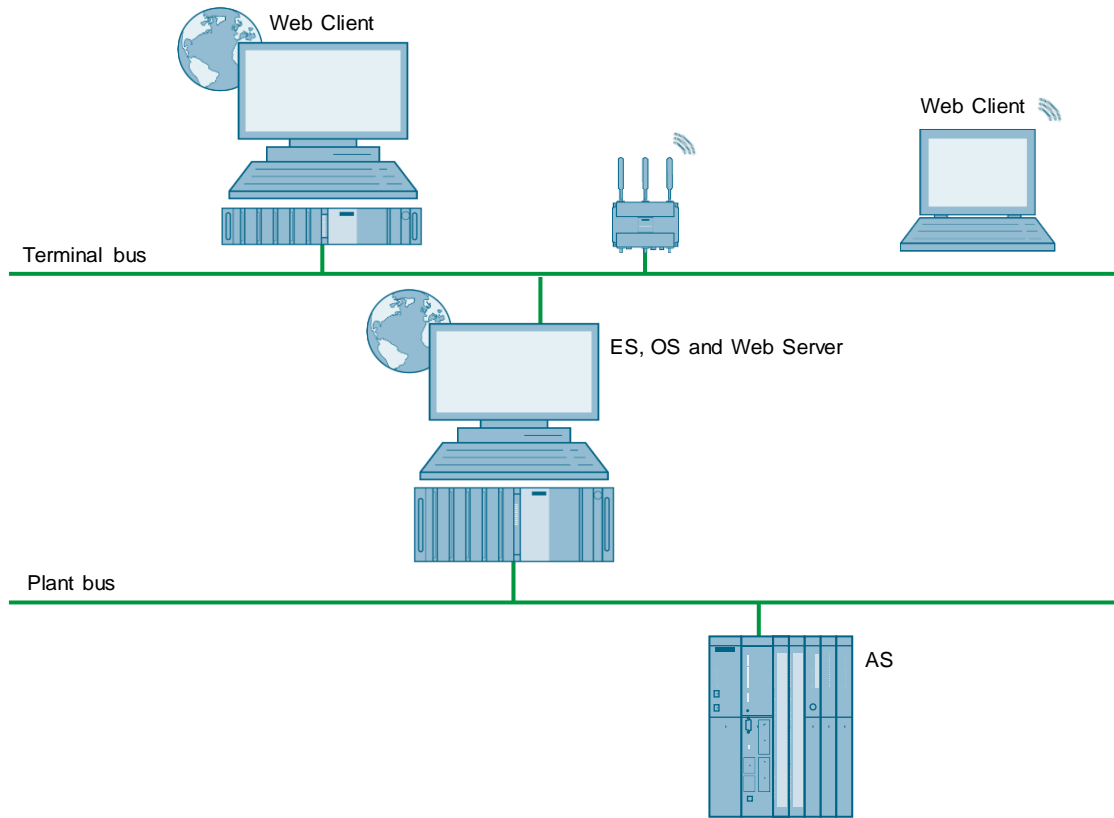 Web Client
Web Client
Terminal bus
ES, OS and Web Server
Plant bus
AS